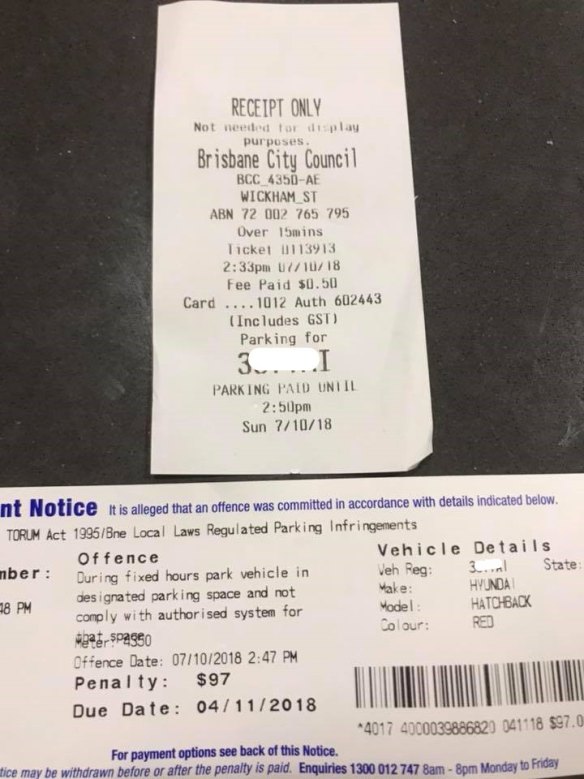 RECEIPT ONLY
Not needed for display
purposes.
Brisbane City Council
BCC_4350-AE
WICKHAM_ST
ABN 72 002 765 795
Over 15mins
Ticket 0113913
2:33pm 07/10/18
Fee Paid $0.50
Card ....1012 Auth 602443
(Includes GST)
Parking for
3 I
PARKING PAID UNTIL
2:50pm
Sun 7/10/18
nt Notice It is alleged that an offence was committed in accordance with details indicated below.
TORUM Act 1995/Bne Local Laws Regulated Parking Infringements
mber: Offence
During fixed hours park vehicle in
designated parking space and not
48 PM comply with authorised system for
that space
Meter: P4350
Offence Date: 07/10/2018 2:47 PM
Penalty: $97
Due Date: 04/11/2018
Vehicle Details
Veh Reg: 3 I State:
Make: HYUNDAI
Model: HATCHBACK
Colour: RED
*4017 4000039886820 041118 $97.0
For payment options see back of this Notice.
tice may be withdrawn before or after the penalty is paid. Enquiries 1300 012 747 8am - 8pm Monday to Friday